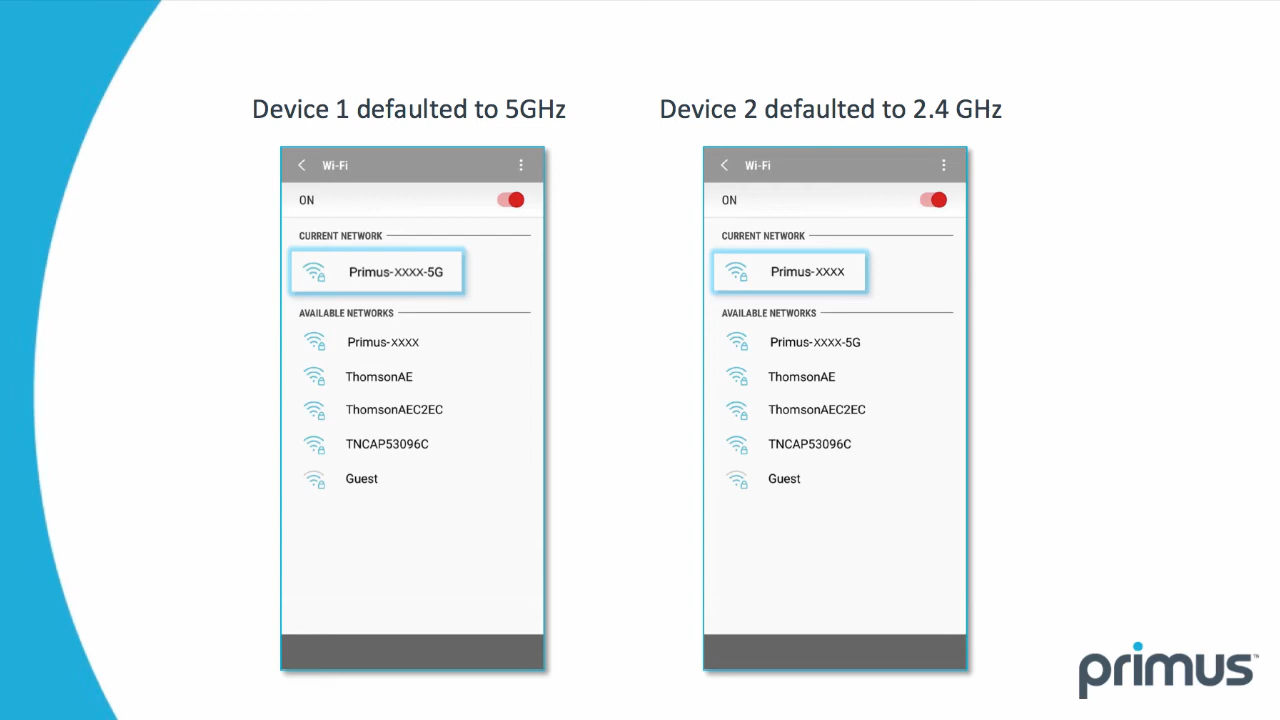 Device 1 defaulted to 5GHz
Wi-Fi
ON
CURRENT NETWORK
Primus-XXXX-5G
AVAILABLE NETWORKS
Primus-XXXX
ThomsonAE
ThomsonAEC2EC
TNCAP53096C
Guest
Device 2 defaulted to 2.4 GHz
Wi-Fi
ON
CURRENT NETWORK
Primus-XXXX
AVAILABLE NETWORKS
Primus-XXXX-5G
ThomsonAE
ThomsonAEC2EC
TNCAP53096C
Guest
primus™